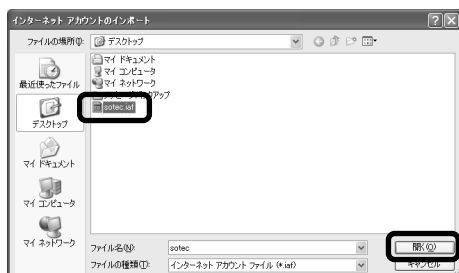 インターネット アカウントのインポート
ファイルの場所(I):
デスクトップ
最近使ったファイル
デスクトップ
マイ ドキュメント
マイ コンピュータ
マイ ネットワーク
マイ ドキュメント
マイ コンピュータ
マイ ネットワーク
sotec.iaf
ファイル名(N):
sotec
開く(O)
ファイルの種類(T):
インターネット アカウント ファイル (*.iaf)
キャンセル